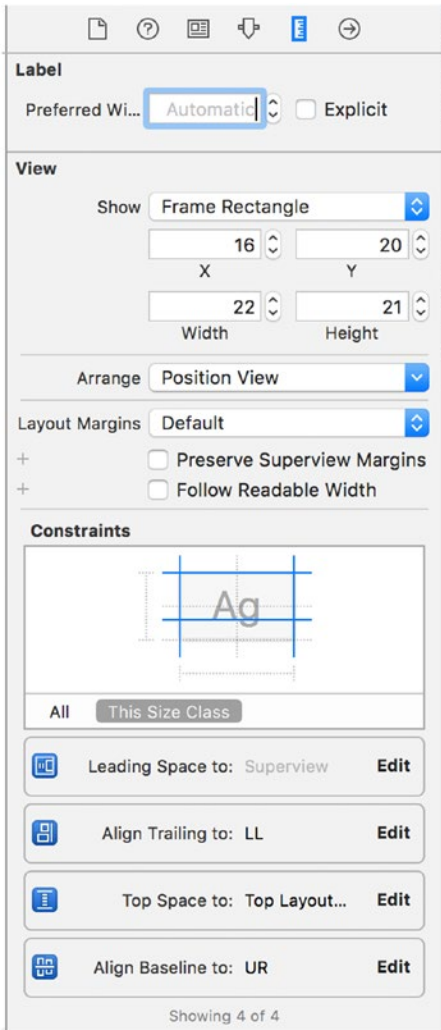 Label
Preferred Wi... Automatic Explicit
View
Show Frame Rectangle
16 20
X Y
22 21
Width Height
Arrange Position View
Layout Margins Default
+ Preserve Superview Margins
+ Follow Readable Width
Constraints
Ag
All This Size Class
Leading Space to: Superview Edit
Align Trailing to: LL Edit
Top Space to: Top Layout... Edit
Align Baseline to: UR Edit
Showing 4 of 4